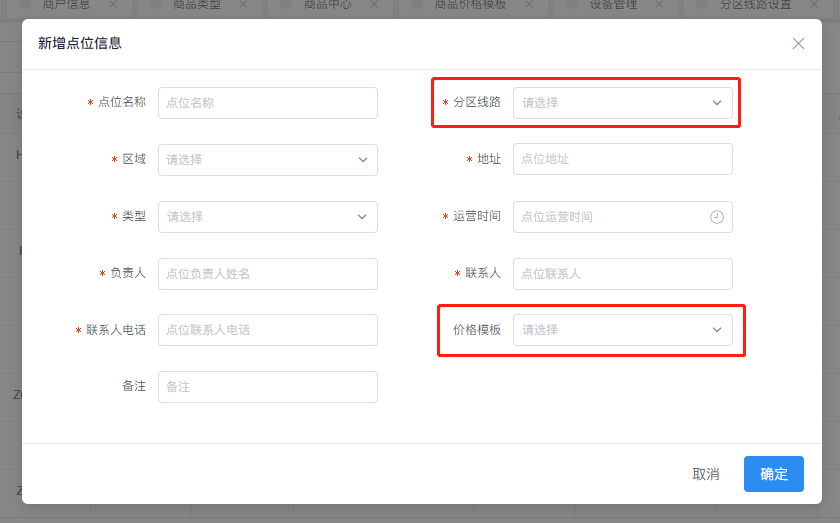 商户信息 商品类型 商品中心 商品价格模板 设备管理 分区线路设置
新增点位信息
* 点位名称 点位名称 * 分区线路 请选择
* 区域 请选择 * 地址 点位地址
* 类型 请选择 * 运营时间 点位运营时间
* 负责人 点位负责人姓名 * 联系人 点位联系人
* 联系人电话 点位联系人电话 价格模板 请选择
备注 备注
取消 确定